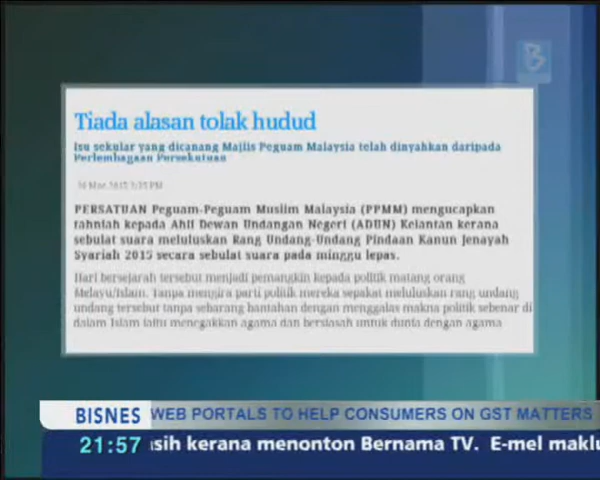 B
Tiada alasan tolak hudud
Isu sekular yang dicanang Majlis Peguam Malaysia telah dinyahkan daripada
Perlembagaan Persekutuan
2015 3:25 PM
PERSATUAN Peguam-Peguam Muslim Malaysia (PPMM) mengucapkan
tahniah kepada Ahli Dewan Undangan Negeri (ADUN) Kelantan kerana
sebulat suara meluluskan Rang Undang-Undang Pindaan Kanun Jenayah
Syariah 2015 secara sebulat suara pada minggu lepas.
Hari bersejarah tersebut menjadi pemangkin kepada politik matang orang
Melayu/Islam. Tanpa mengira parti politik mereka sepakat meluluskan rang undang
undang tersebut tanpa sebarang bantahan dengan menggalas makna politik sebenar di
dalam Islam iaitu menegakkan agama dan bersiasah untuk dunia dengan agama
BISNES WEB PORTALS TO HELP CONSUMERS ON GST MATTERS
21:57 sih kerana menonton Bernama TV. E-mel maklu